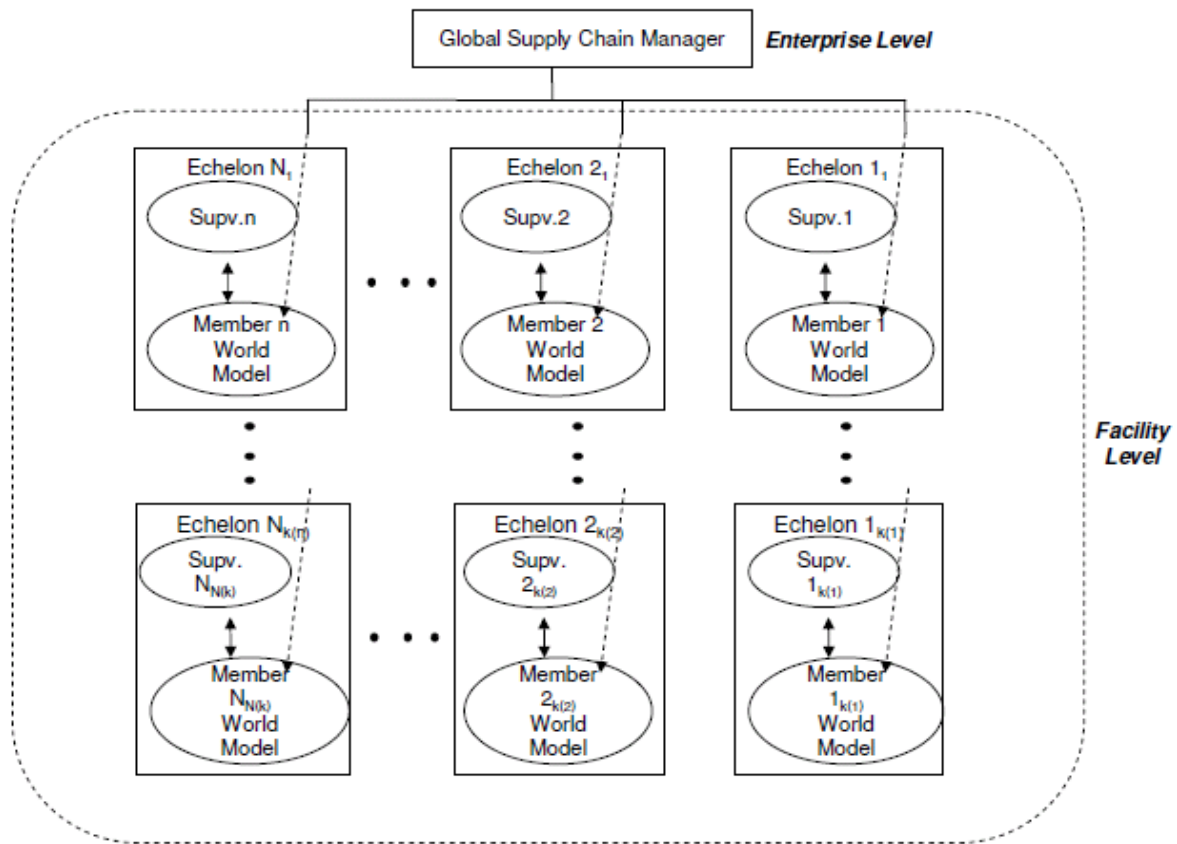 Global Supply Chain Manager
Enterprise Level
Echelon N₁
Supv.n
Member n
World
Model
Echelon 2₁
Supv.2
Member 2
World
Model
Echelon 1₁
Supv.1
Member 1
World
Model
Facility
Level
Echelon Nₖ₍ₙ₎
Supv.
N_N(k)
Member
N_N(k)
World
Model
Echelon 2ₖ₍₂₎
Supv.
2ₖ₍₂₎
Member
2ₖ₍₂₎
World
Model
Echelon 1ₖ₍₁₎
Supv.
1ₖ₍₁₎
Member
1ₖ₍₁₎
World
Model